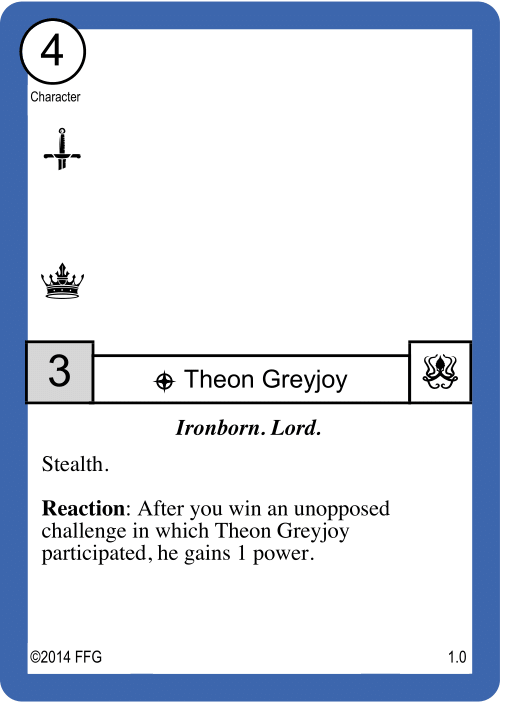 4
Character
3
Theon Greyjoy
Ironborn. Lord.
Stealth.
Reaction: After you win an unopposed
challenge in which Theon Greyjoy
participated, he gains 1 power.
©2014 FFG
1.0